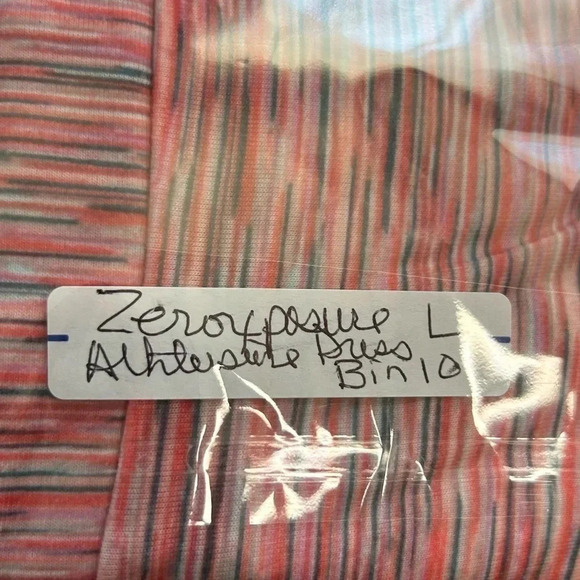 Zeroxposure L
Athleisure Dress
Bin 10